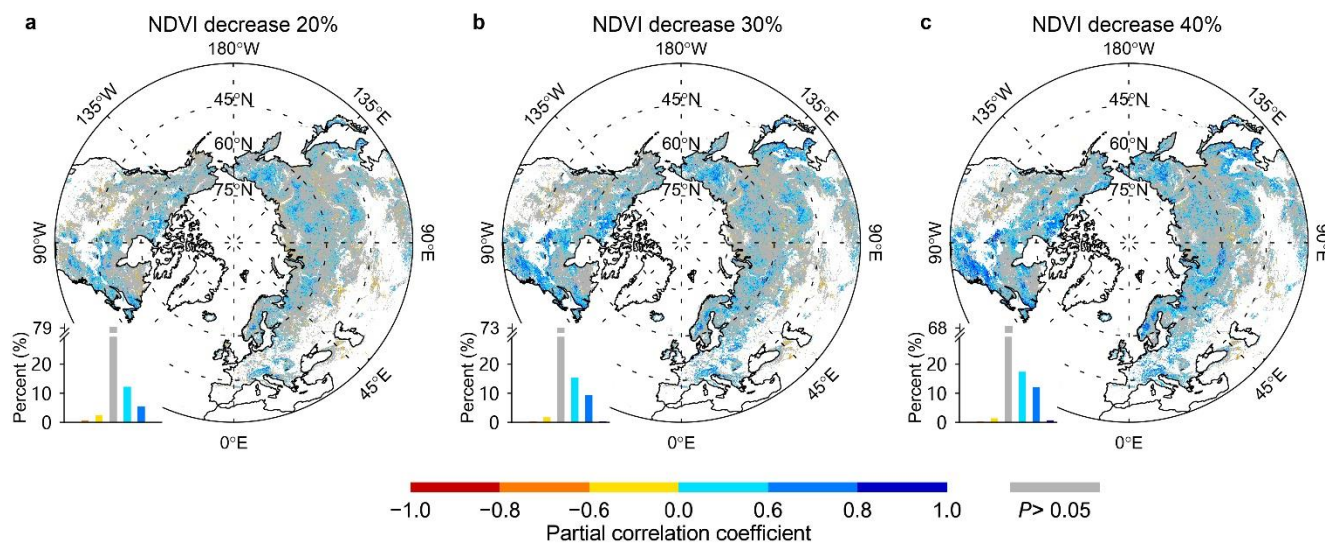 a
NDVI decrease 20%
180°W
135°W
135°E
45°N
60°N
75°N
90°W
90°E
79
20
10
0
Percent (%)
45°E
0°E
b
NDVI decrease 30%
180°W
135°W
135°E
45°N
60°N
75°N
90°W
90°E
73
20
10
0
Percent (%)
45°E
0°E
c
NDVI decrease 40%
180°W
135°W
135°E
45°N
60°N
75°N
90°W
90°E
68
20
10
0
Percent (%)
45°E
0°E
−1.0 −0.8 −0.6 0.0 0.6 0.8 1.0
Partial correlation coefficient
P> 0.05